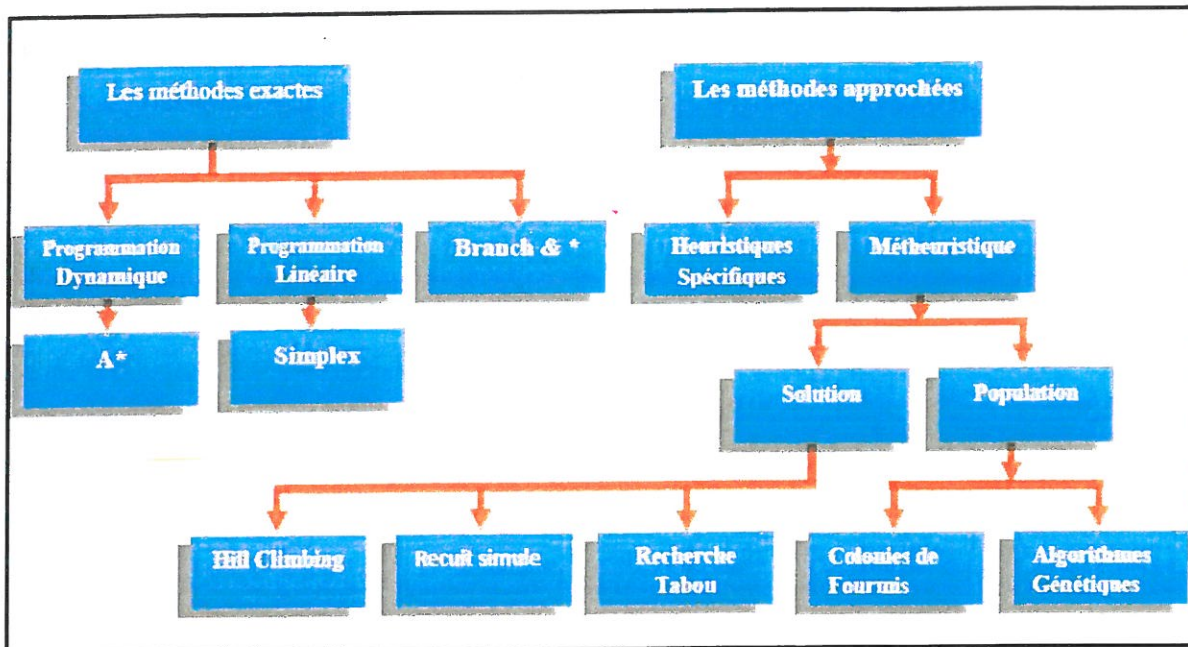 Les méthodes exactes
Les méthodes approchées
Programmation
Dynamique
Programmation
Linéaire
Branch & *
Heuristiques
Spécifiques
Métheuristique
A*
Simplex
Solution
Population
Hill Climbing
Recuit simule
Recherche
Tabou
Colonies de
Fourmis
Algorithmes
Génétiques